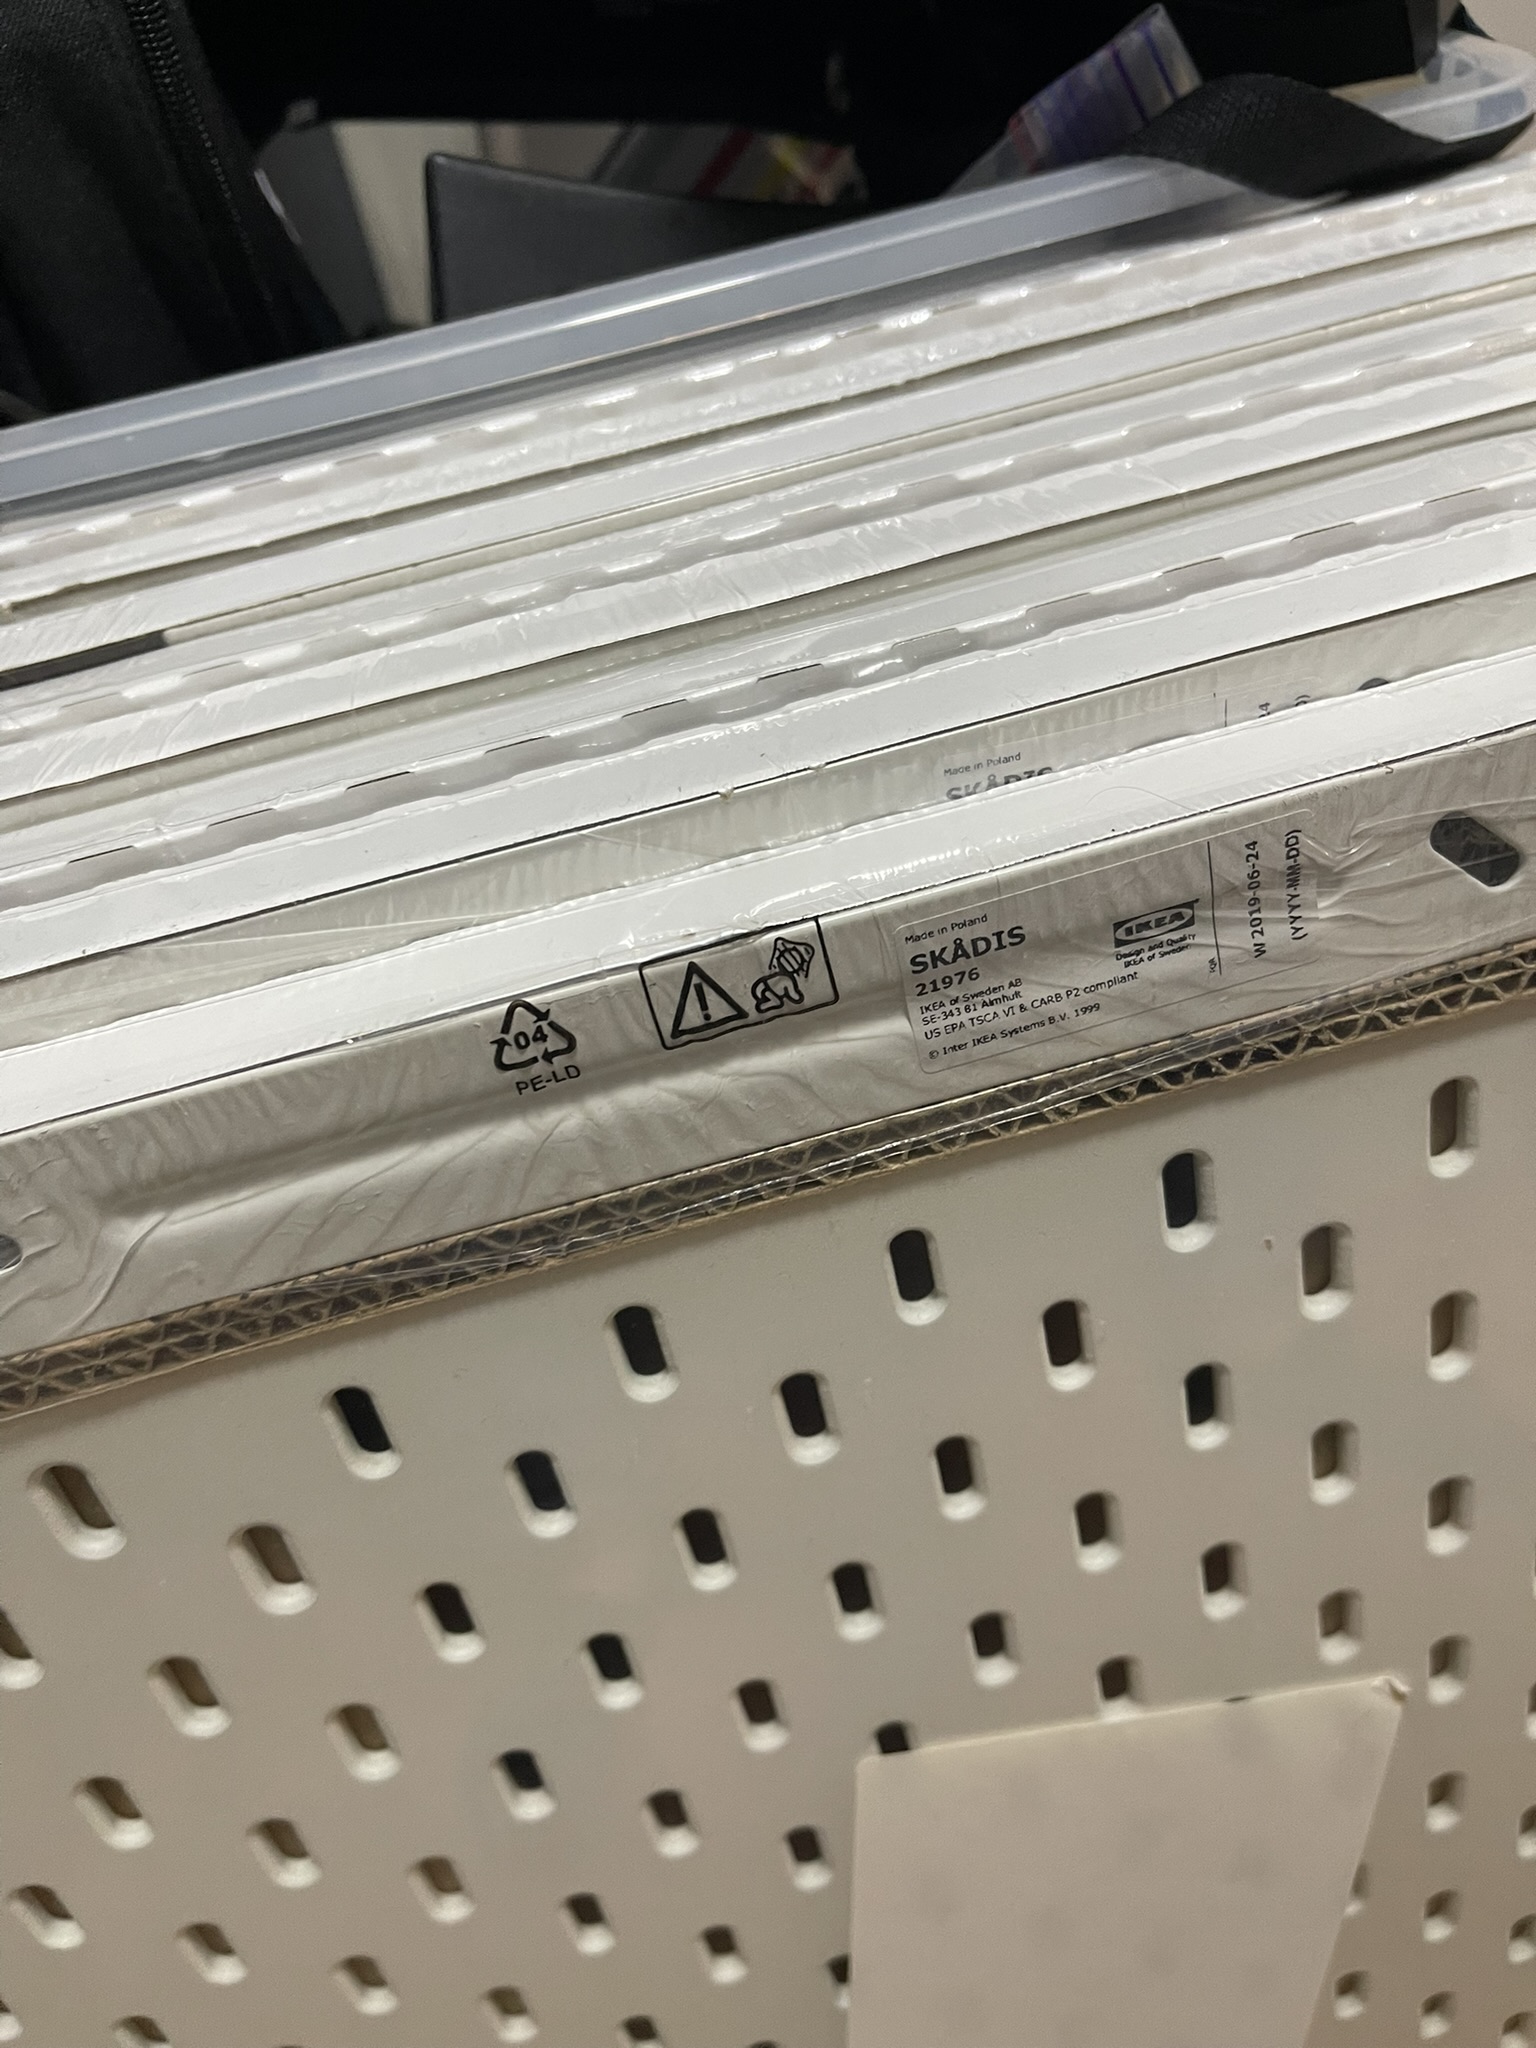 Made in Poland
SKÅDIS
Made in Poland
SKÅDIS
21976
IKEA of Sweden AB
SE-343 81 Älmhult
US EPA TSCA VI & CARB P2 compliant
© Inter IKEA Systems B.V. 1999
IKEA
Design and Quality
IKEA of Sweden
W 2019-06-24
(YYYY-MM-DD)
04
PE-LD